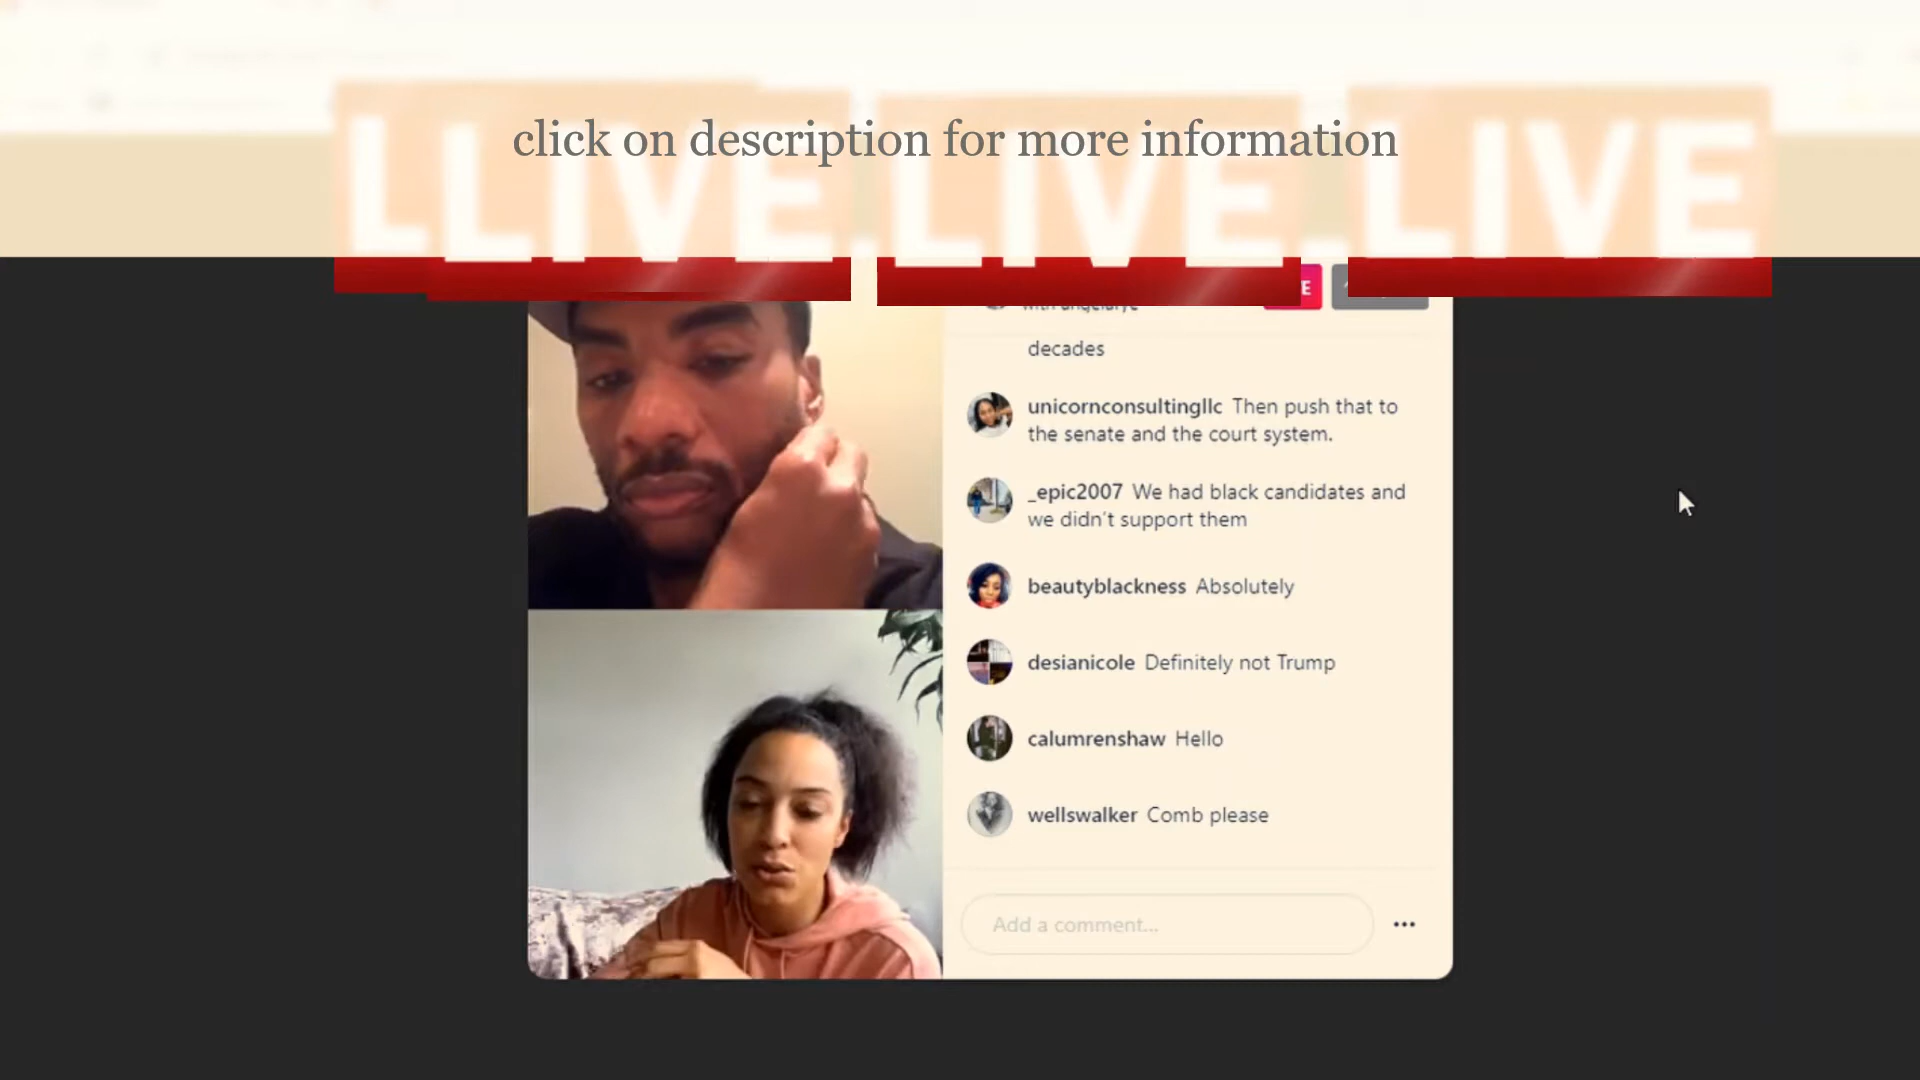 click on description for more information
LLIVE.LIVE.LIVE
decades
unicornconsultingllc Then push that to
the senate and the court system.
_epic2007 We had black candidates and
we didn't support them
beautyblackness Absolutely
desianicole Definitely not Trump
calumrenshaw Hello
wellswalker Comb please
Add a comment...